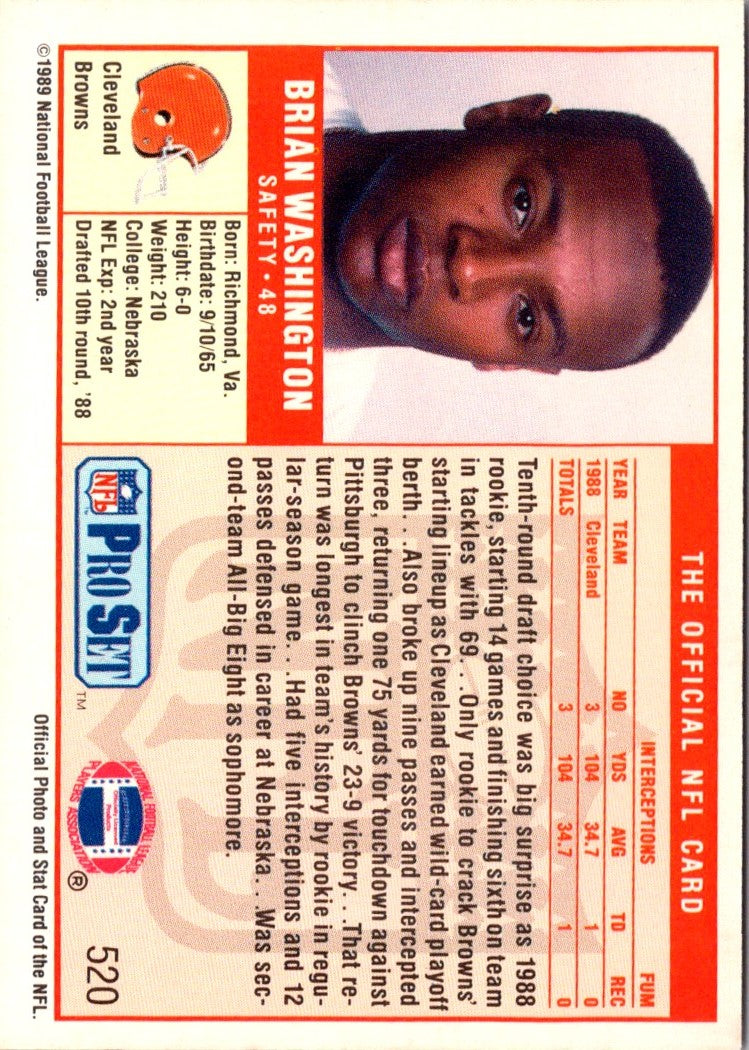 THE OFFICIAL NFL CARD
BRIAN WASHINGTON
SAFETY • 48
Cleveland
Browns
Born: Richmond, Va.
Birthdate: 9/10/65
Height: 6-0
Weight: 210
College: Nebraska
NFL Exp: 2nd year
Drafted 10th round, '88
INTERCEPTIONS FUM
YEAR TEAM NO YDS AVG TD REC
1988 Cleveland 3 104 34.7 1 0
TOTALS 3 104 34.7 1 0
Tenth-round draft choice was big surprise as 1988
rookie, starting 14 games and finishing sixth on team
in tackles with 69. . .Only rookie to crack Browns'
starting lineup as Cleveland earned wild-card playoff
berth. . .Also broke up nine passes and intercepted
three, returning one 75 yards for touchdown against
Pittsburgh to clinch Browns' 23-9 victory. . .That re-
turn was longest in team's history by rookie in regu-
lar-season game. . .Had five interceptions and 12
passes defensed in career at Nebraska. . .Was sec-
ond-team All-Big Eight as sophomore.
NFL PRO SET ™
NATIONAL FOOTBALL LEAGUE
PLAYERS ASSOCIATION ®
520
©1989 National Football League.
Official Photo and Stat Card of the NFL.